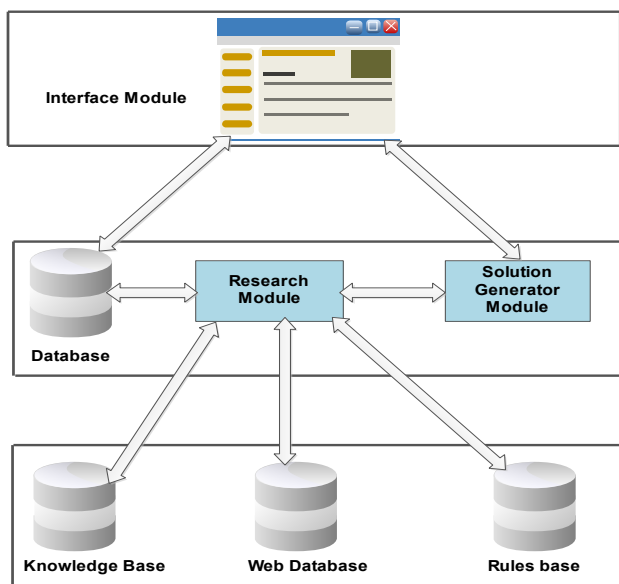 Interface Module
Research
Module
Solution
Generator
Module
Database
Knowledge Base
Web Database
Rules base